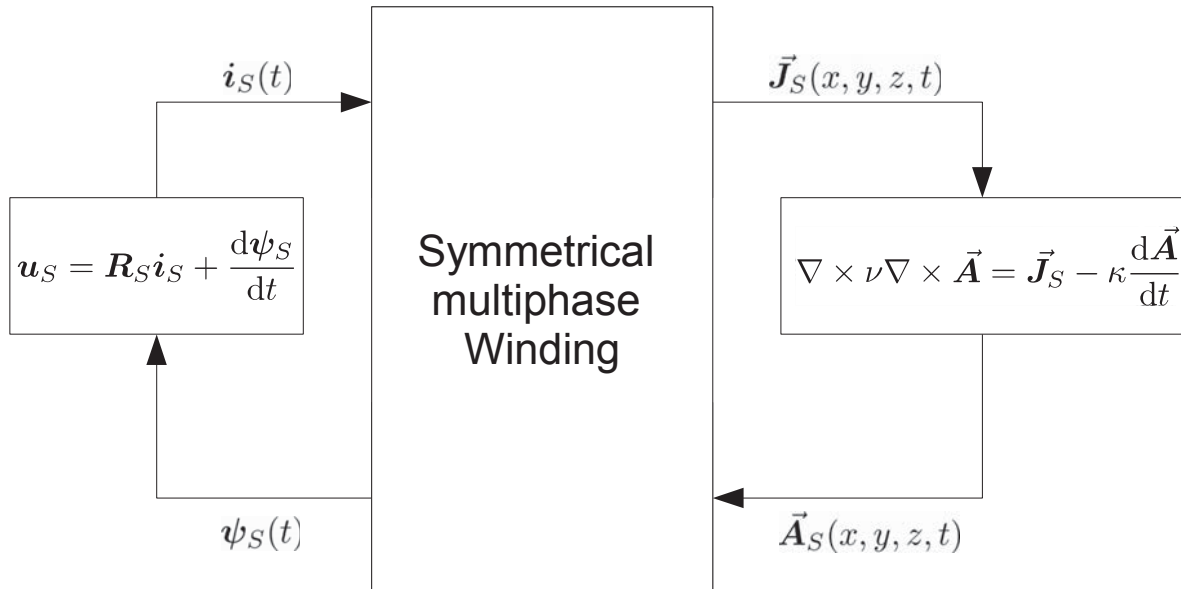 i_S(t)
J⃗_S(x, y, z, t)
u_S = R_S i_S + dψ_S/dt
Symmetrical
multiphase
Winding
∇ × ν∇ × A⃗ = J⃗_S − κ dA⃗/dt
ψ_S(t)
A⃗_S(x, y, z, t)